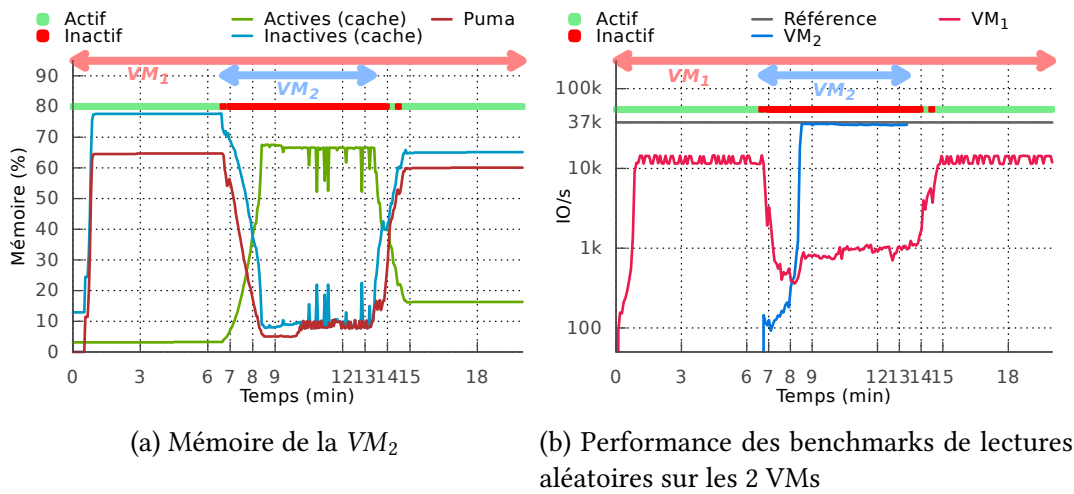 Actif
Inactif
Actives (cache)
Inactives (cache)
Puma
VM1
VM2
Mémoire (%)
90
80
70
60
50
40
30
20
10
0
0 3 6 7 8 9 12 13 14 15 18
Temps (min)
(a) Mémoire de la VM2
Actif
Inactif
Référence
VM2
VM1
VM1
VM2
IO/s
100k
37k
10k
1k
100
0 3 6 7 8 9 12 13 14 15 18
Temps (min)
(b) Performance des benchmarks de lectures
aléatoires sur les 2 VMs